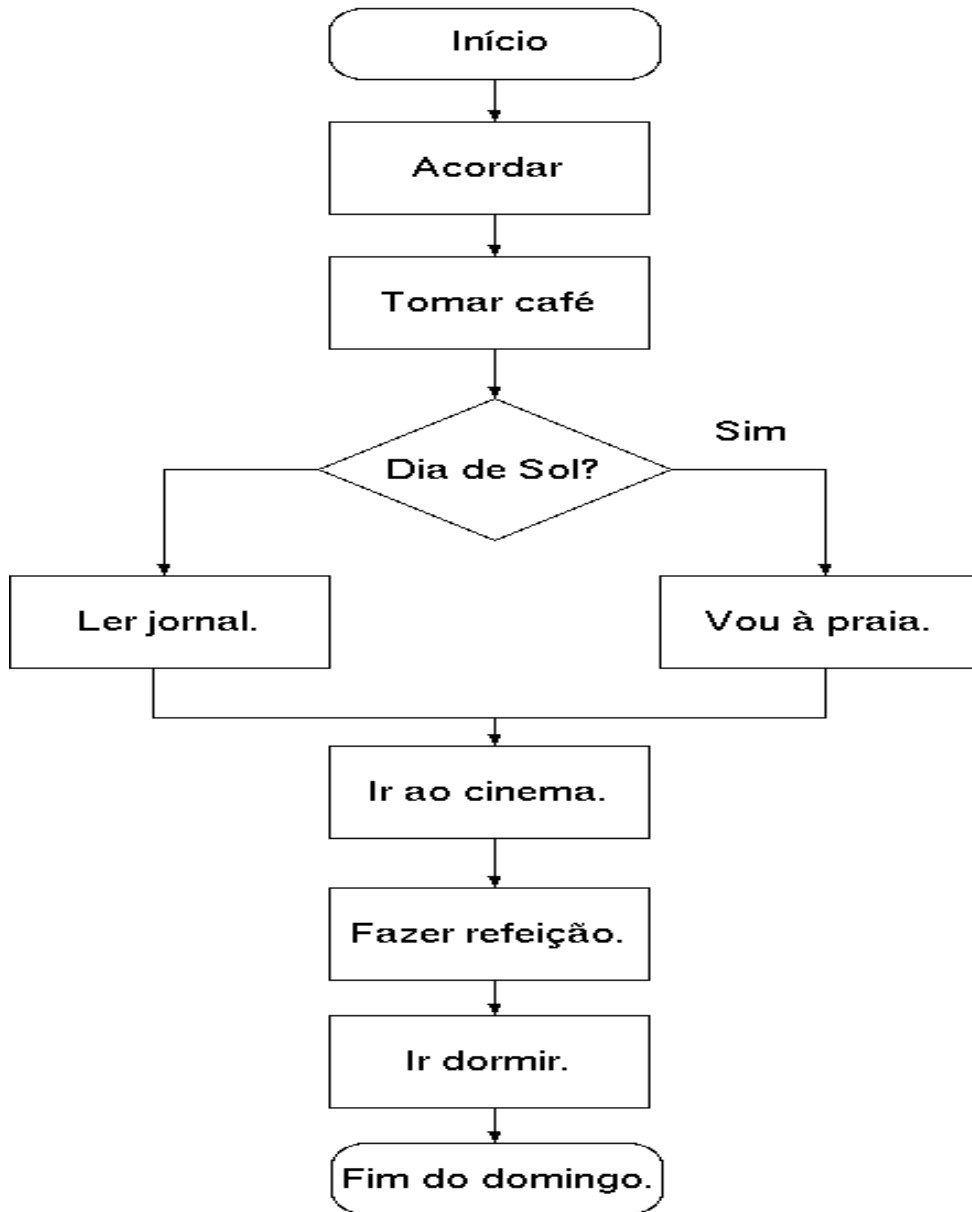 Início
Acordar
Tomar café
Sim
Dia de Sol?
Ler jornal.
Vou à praia.
Ir ao cinema.
Fazer refeição.
Ir dormir.
Fim do domingo.